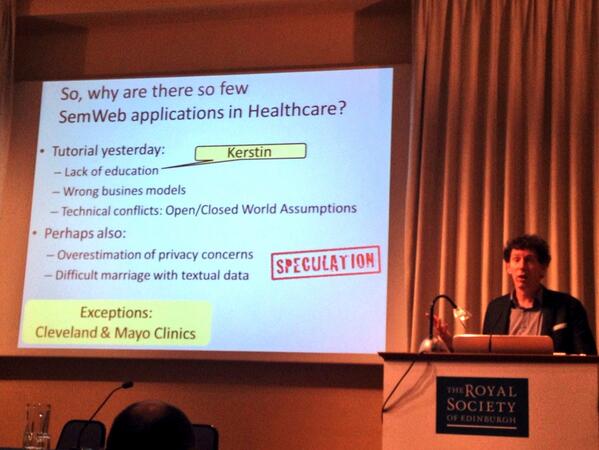 So, why are there so few
SemWeb applications in Healthcare?
• Tutorial yesterday:
Kerstin
– Lack of education
– Wrong busines models
– Technical conflicts: Open/Closed World Assumptions
• Perhaps also:
– Overestimation of privacy concerns
– Difficult marriage with textual data
SPECULATION
Exceptions:
Cleveland & Mayo Clinics
THE ROYAL
SOCIETY
OF EDINBURGH